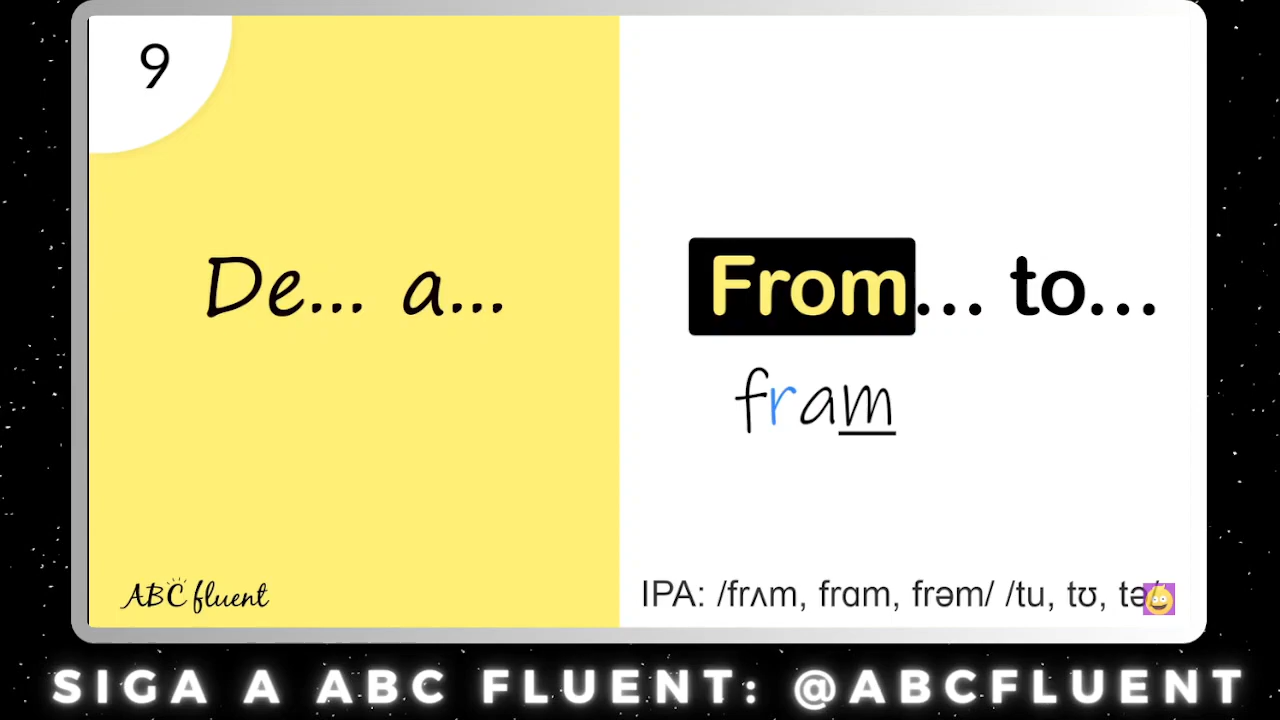 9
De... a...
From... to...
fram
ABC fluent
IPA: /frʌm, frɑm, frəm/ /tu, tʊ, tə/
SIGA A ABC FLUENT: @ABCFLUENT